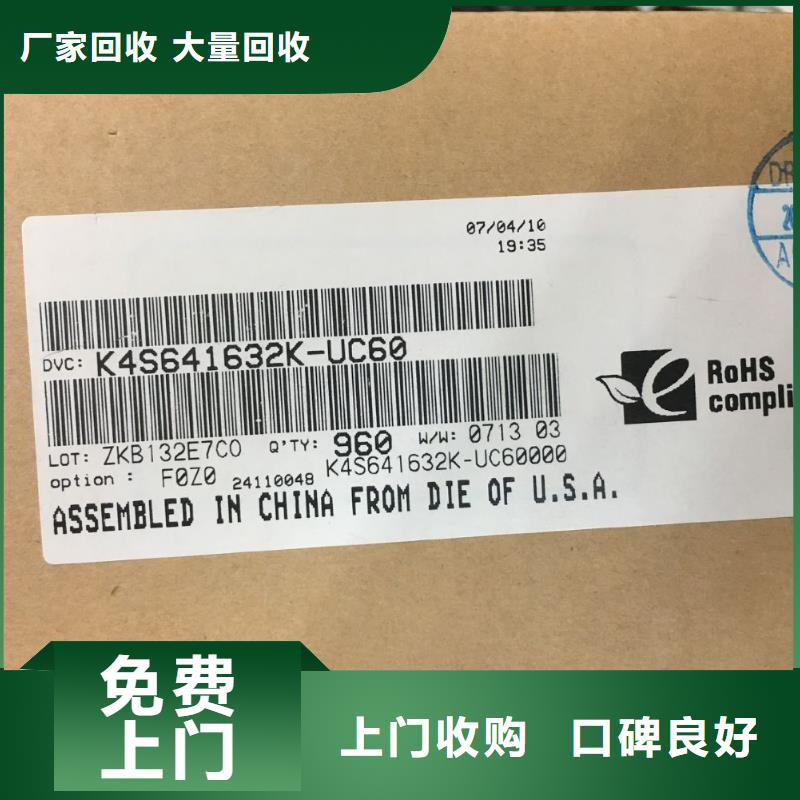 厂家回收 大量回收
07/04/10
19:35
DVC: K4S641632K-UC60
LOT: ZKB132E7C0 Q'TY: 960 W/W: 0713 03
option : F0Z0 24110048 K4S641632K-UC60000
ASSEMBLED IN CHINA FROM DIE OF U.S.A.
RoHS
免费
上门
上门收购 口碑良好